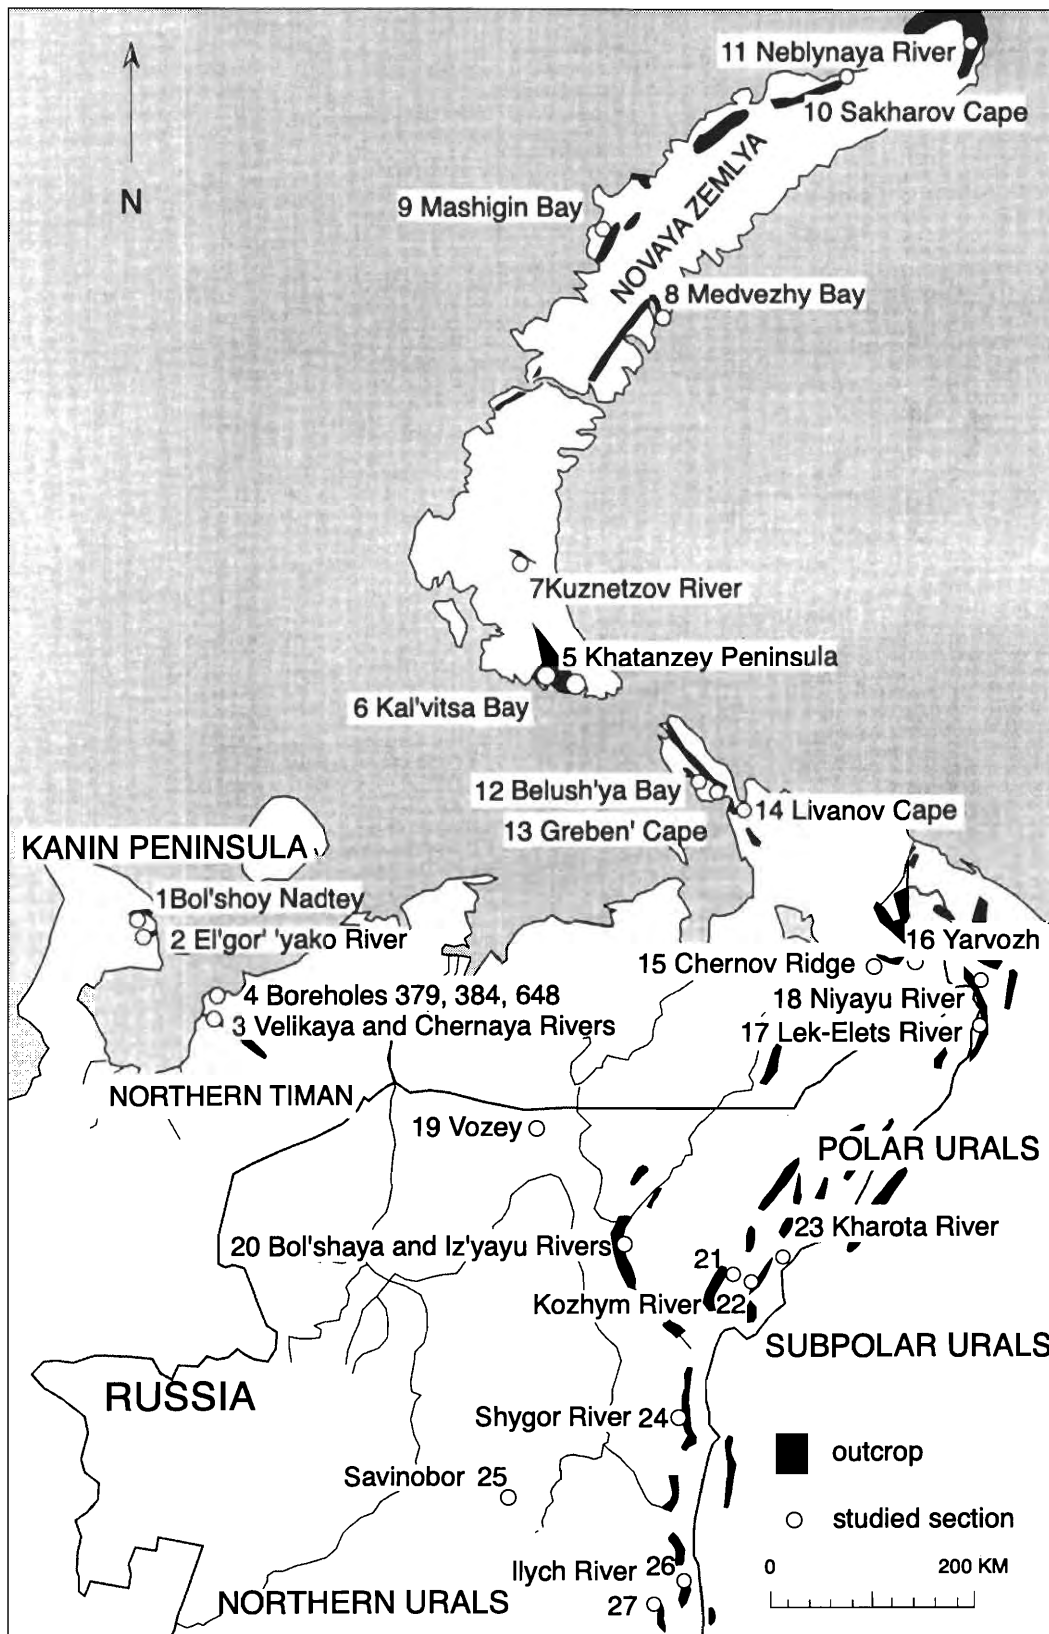 11 Neblynaya River
10 Sakharov Cape
N
9 Mashigin Bay
NOVAYA ZEMLYA
8 Medvezhy Bay
7Kuznetzov River
5 Khatanzey Peninsula
6 Kal'vitsa Bay
12 Belush'ya Bay
14 Livanov Cape
13 Greben' Cape
KANIN PENINSULA
1Bol'shoy Nadtey
2 El'gor' 'yako River
16 Yarvozh
15 Chernov Ridge
4 Boreholes 379, 384, 648
18 Niyayu River
3 Velikaya and Chernaya Rivers
17 Lek-Elets River
NORTHERN TIMAN
19 Vozey
POLAR URALS
23 Kharota River
20 Bol'shaya and Iz'yayu Rivers
21
Kozhym River 22
SUBPOLAR URALS
RUSSIA
Shygor River 24
outcrop
Savinobor 25
studied section
Ilych River 26
0 200 KM
NORTHERN URALS
27